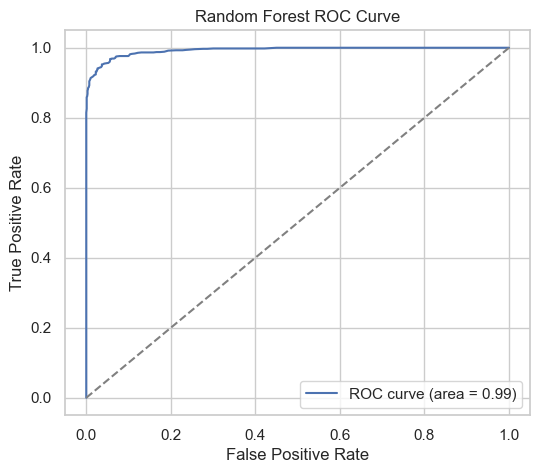 Random Forest ROC Curve
True Positive Rate
1.0
0.8
0.6
0.4
0.2
0.0
ROC curve (area = 0.99)
0.0 0.2 0.4 0.6 0.8 1.0
False Positive Rate